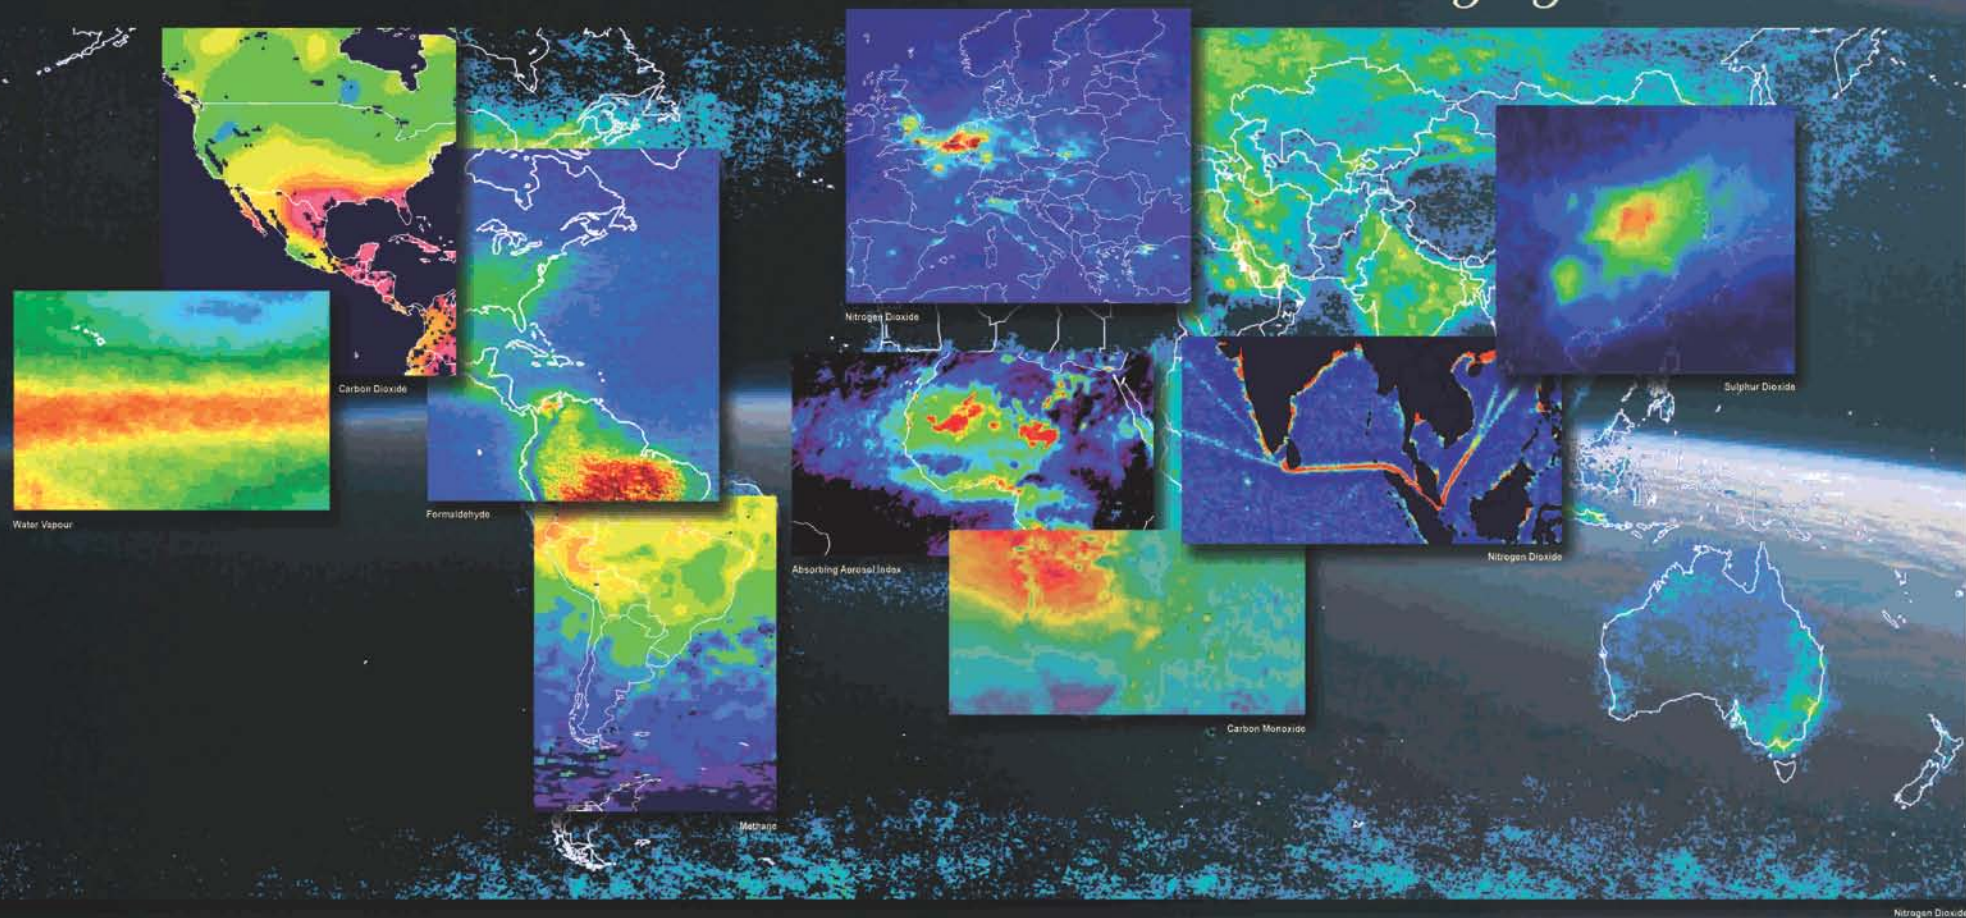 Nitrogen Dioxide
Carbon Dioxide
Sulphur Dioxide
Water Vapour
Formaldehyde
Absorbing Aerosol Index
Nitrogen Dioxide
Carbon Monoxide
Methane
Nitrogen Dioxide